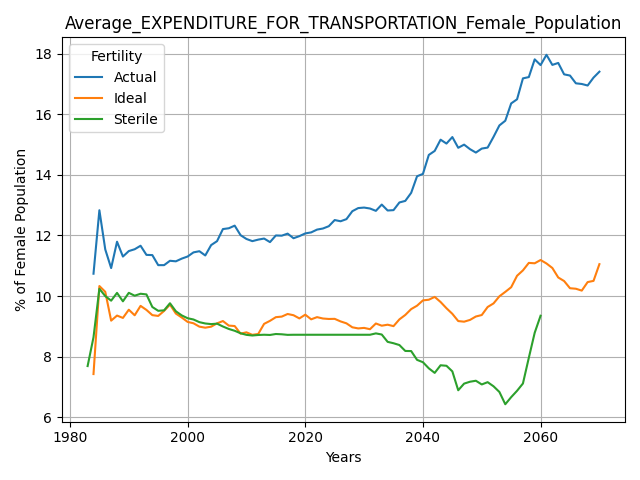 Average_EXPENDITURE_FOR_TRANSPORTATION_Female_Population
Fertility
Actual
Ideal
Sterile
% of Female Population
18
16
14
12
10
8
6
1980
2000
2020
2040
2060
Years